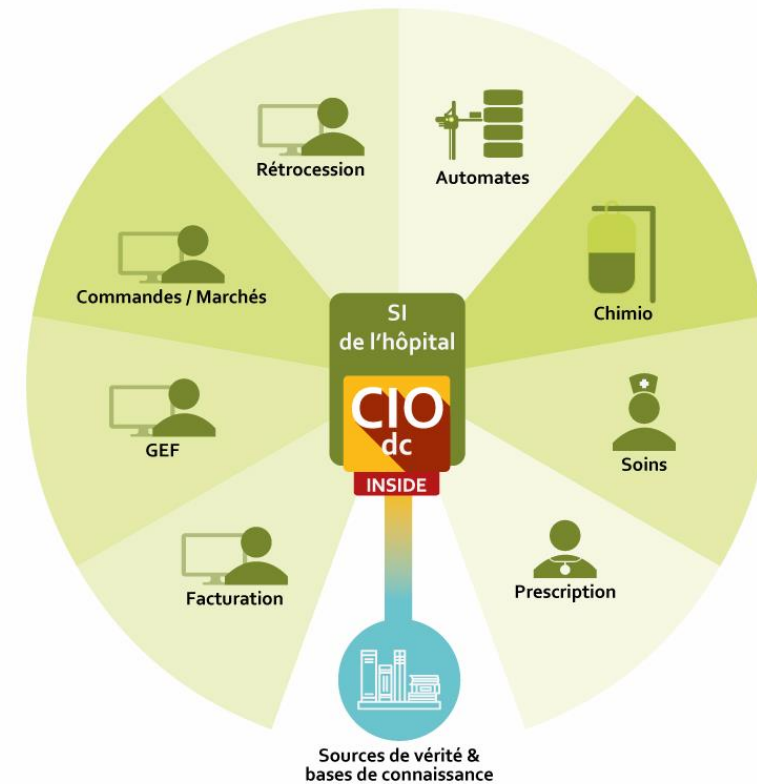 Rétrocession
Automates
Commandes / Marchés
Chimio
SI
de l'hôpital
CIO
dc
INSIDE
GEF
Soins
Facturation
Prescription
Sources de vérité &
bases de connaissance